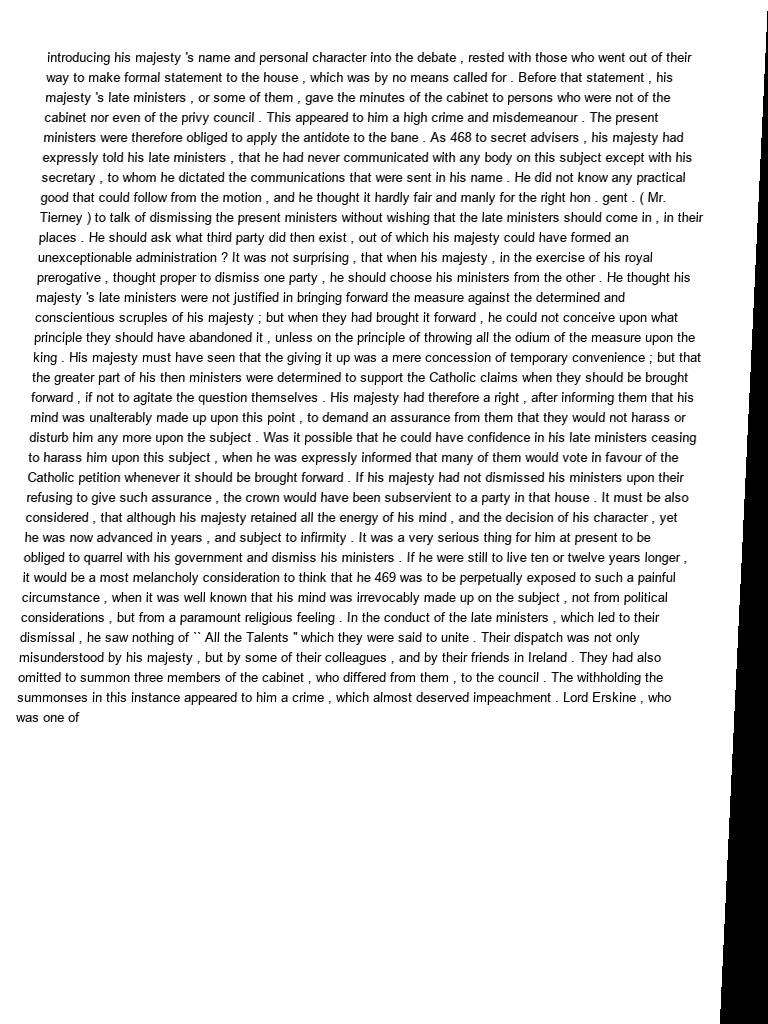 introducing his majesty 's name and personal character into the debate , rested with those who went out of their
way to make formal statement to the house , which was by no means called for . Before that statement , his
majesty 's late ministers , or some of them , gave the minutes of the cabinet to persons who were not of the
cabinet nor even of the privy council . This appeared to him a high crime and misdemeanour . The present
ministers were therefore obliged to apply the antidote to the bane . As 468 to secret advisers , his majesty had
expressly told his late ministers , that he had never communicated with any body on this subject except with his
secretary , to whom he dictated the communications that were sent in his name . He did not know any practical
good that could follow from the motion , and he thought it hardly fair and manly for the right hon . gent . ( Mr.
Tierney ) to talk of dismissing the present ministers without wishing that the late ministers should come in , in their
places . He should ask what third party did then exist , out of which his majesty could have formed an
unexceptionable administration ? It was not surprising , that when his majesty , in the exercise of his royal
prerogative , thought proper to dismiss one party , he should choose his ministers from the other . He thought his
majesty 's late ministers were not justified in bringing forward the measure against the determined and
conscientious scruples of his majesty ; but when they had brought it forward , he could not conceive upon what
principle they should have abandoned it , unless on the principle of throwing all the odium of the measure upon the
king . His majesty must have seen that the giving it up was a mere concession of temporary convenience ; but that
the greater part of his then ministers were determined to support the Catholic claims when they should be brought
forward , if not to agitate the question themselves . His majesty had therefore a right , after informing them that his
mind was unalterably made up upon this point , to demand an assurance from them that they would not harass or
disturb him any more upon the subject . Was it possible that he could have confidence in his late ministers ceasing
to harass him upon this subject , when he was expressly informed that many of them would vote in favour of the
Catholic petition whenever it should be brought forward . If his majesty had not dismissed his ministers upon their
refusing to give such assurance , the crown would have been subservient to a party in that house . It must be also
considered , that although his majesty retained all the energy of his mind , and the decision of his character , yet
he was now advanced in years , and subject to infirmity . It was a very serious thing for him at present to be
obliged to quarrel with his government and dismiss his ministers . If he were still to live ten or twelve years longer ,
it would be a most melancholy consideration to think that he 469 was to be perpetually exposed to such a painful
circumstance , when it was well known that his mind was irrevocably made up on the subject , not from political
considerations , but from a paramount religious feeling . In the conduct of the late ministers , which led to their
dismissal , he saw nothing of `` All the Talents '' which they were said to unite . Their dispatch was not only
misunderstood by his majesty , but by some of their colleagues , and by their friends in Ireland . They had also
omitted to summon three members of the cabinet , who differed from them , to the council . The withholding the
summonses in this instance appeared to him a crime , which almost deserved impeachment . Lord Erskine , who
was one of